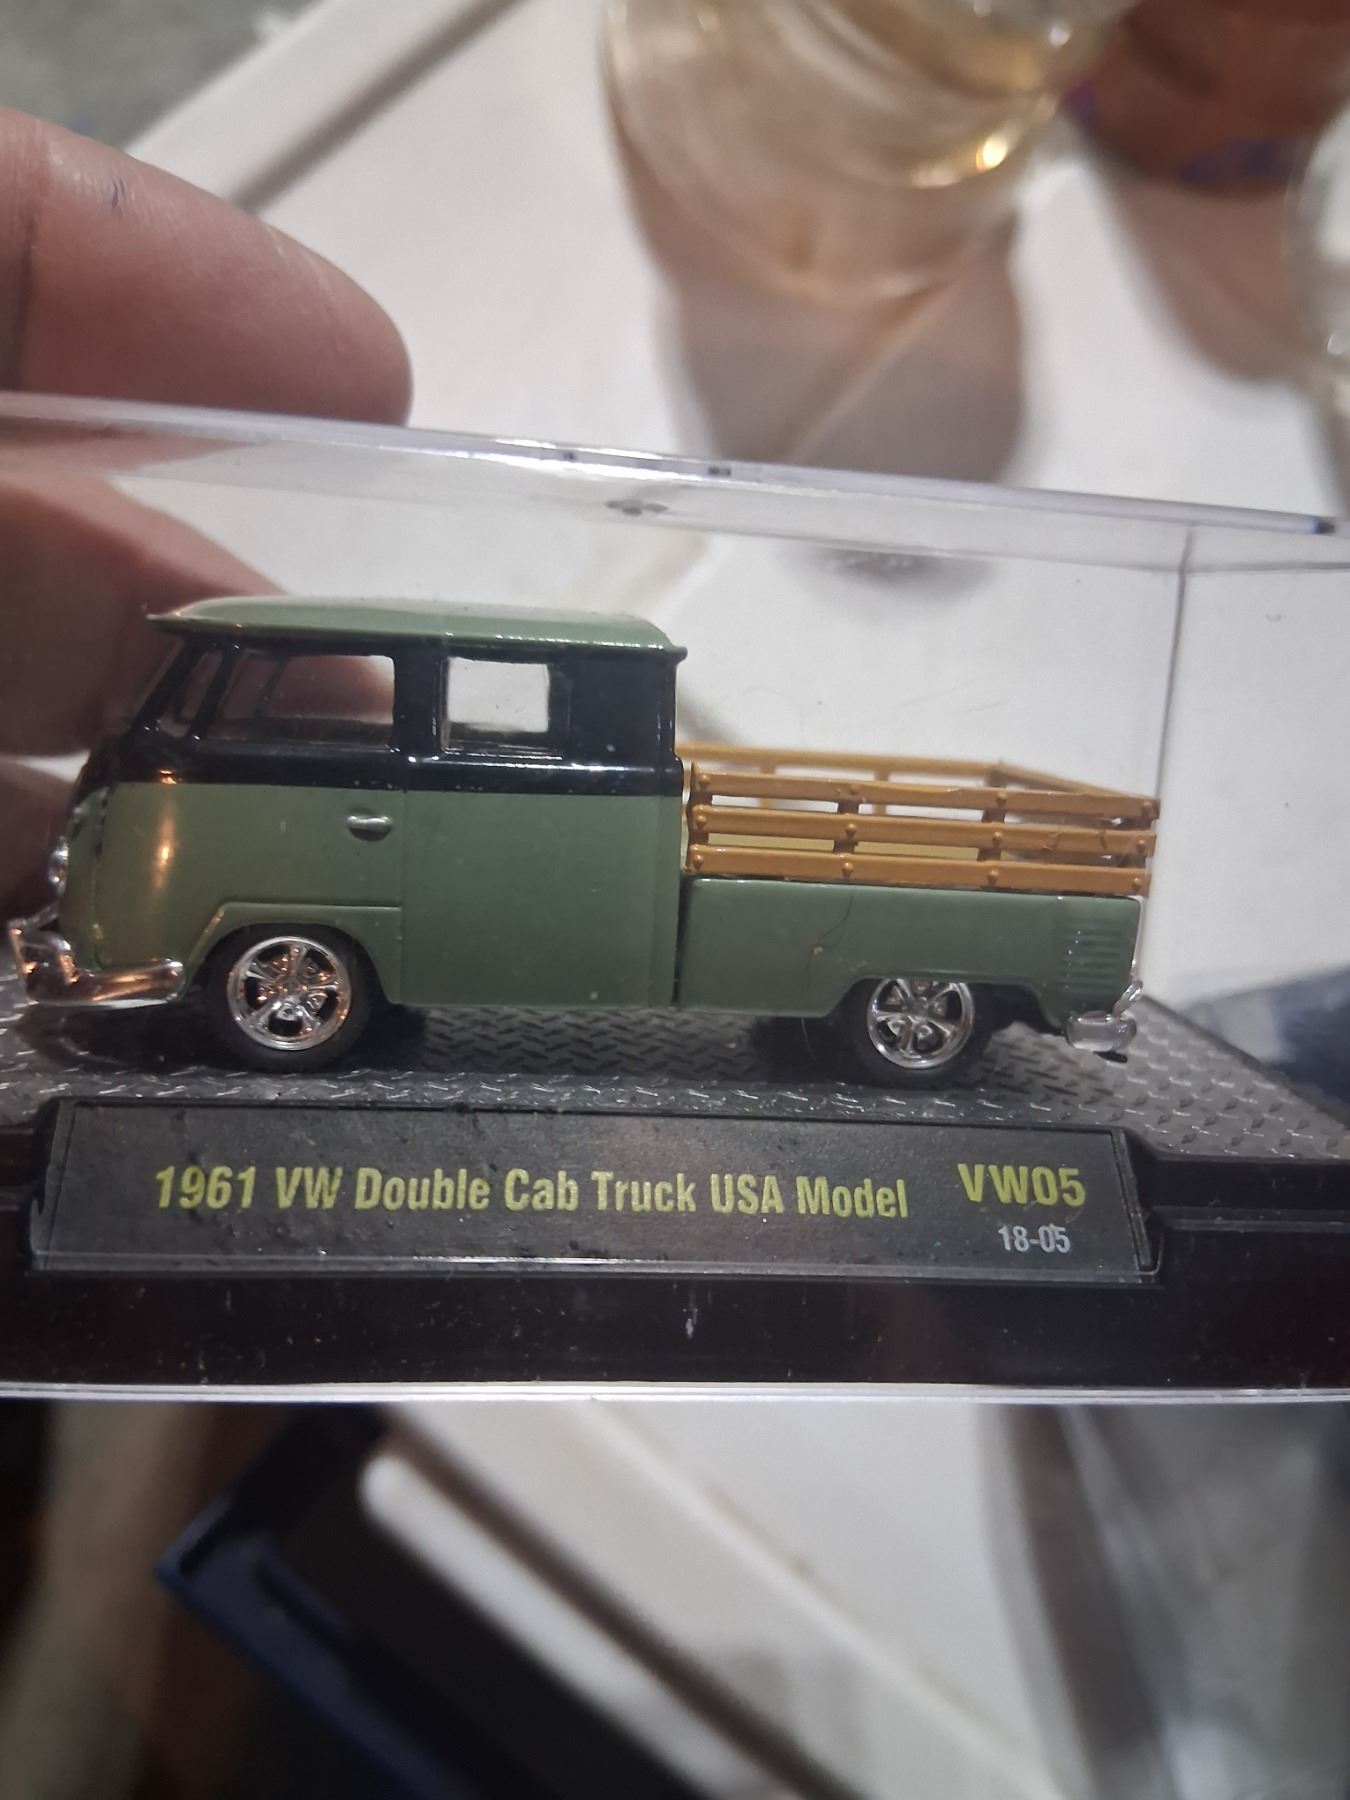 1961 VW Double Cab Truck USA Model VW05
18-05